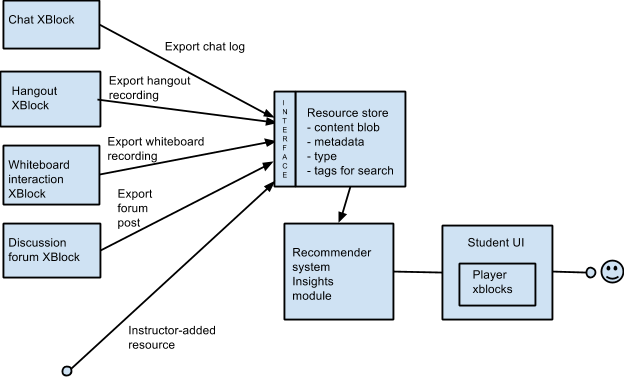 Chat XBlock
Export chat log
Hangout
XBlock
Export hangout
recording
Whiteboard
interaction
XBlock
Export whiteboard
recording
Discussion
forum XBlock
Export
forum
post
Instructor-added
resource
INTERFACE
Resource store
- content blob
- metadata
- type
- tags for search
Recommender
system
Insights
module
Student UI
Player
xblocks